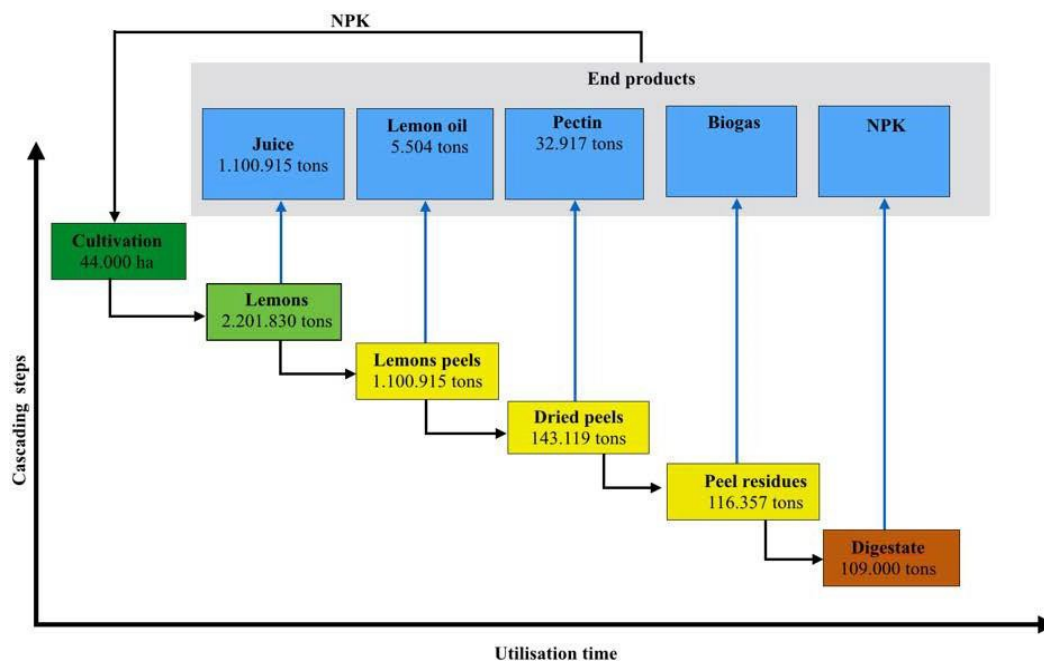 NPK
End products
Juice
1.100.915 tons
Lemon oil
5.504 tons
Pectin
32.917 tons
Biogas
NPK
Cultivation
44.000 ha
Lemons
2.201.830 tons
Lemons peels
1.100.915 tons
Dried peels
143.119 tons
Peel residues
116.357 tons
Digestate
109.000 tons
Cascading steps
Utilisation time